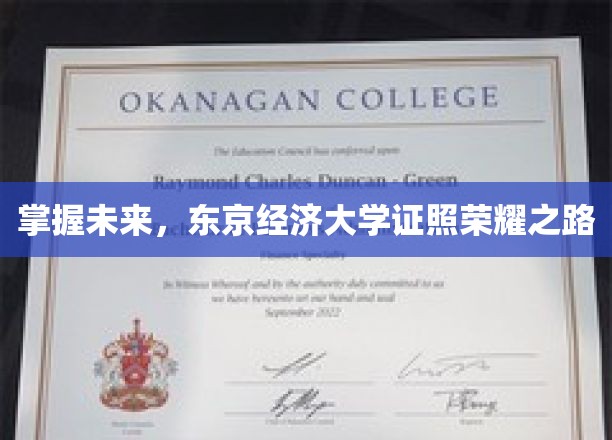 OKANAGAN COLLEGE
The Education Council has conferred upon
Raymond Charles Duncan - Green
掌握未来，东京经济大学证照荣耀之路
Finance Specialty
In Witness Whereof and by the authority duly committed to us
we have hereunto set our hand and seal
September 2022